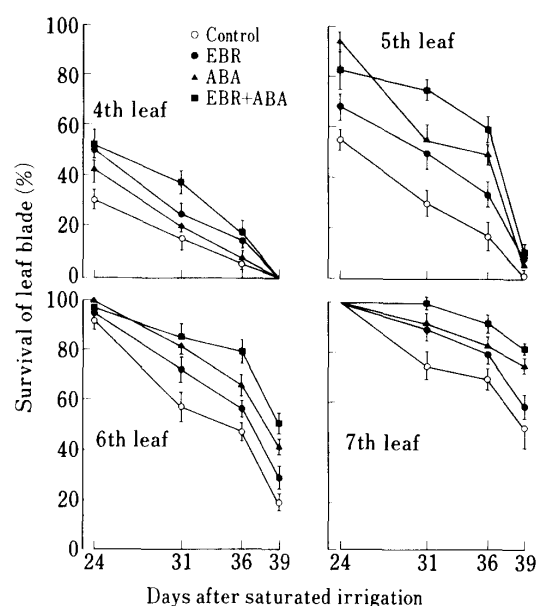 100
80
60
40
20
0
Control
EBR
ABA
EBR+ABA
4th leaf
5th leaf
Survival of leaf blade (%)
100
80
60
40
20
0
6th leaf
7th leaf
24 31 36 39
24 31 36 39
Days after saturated irrigation